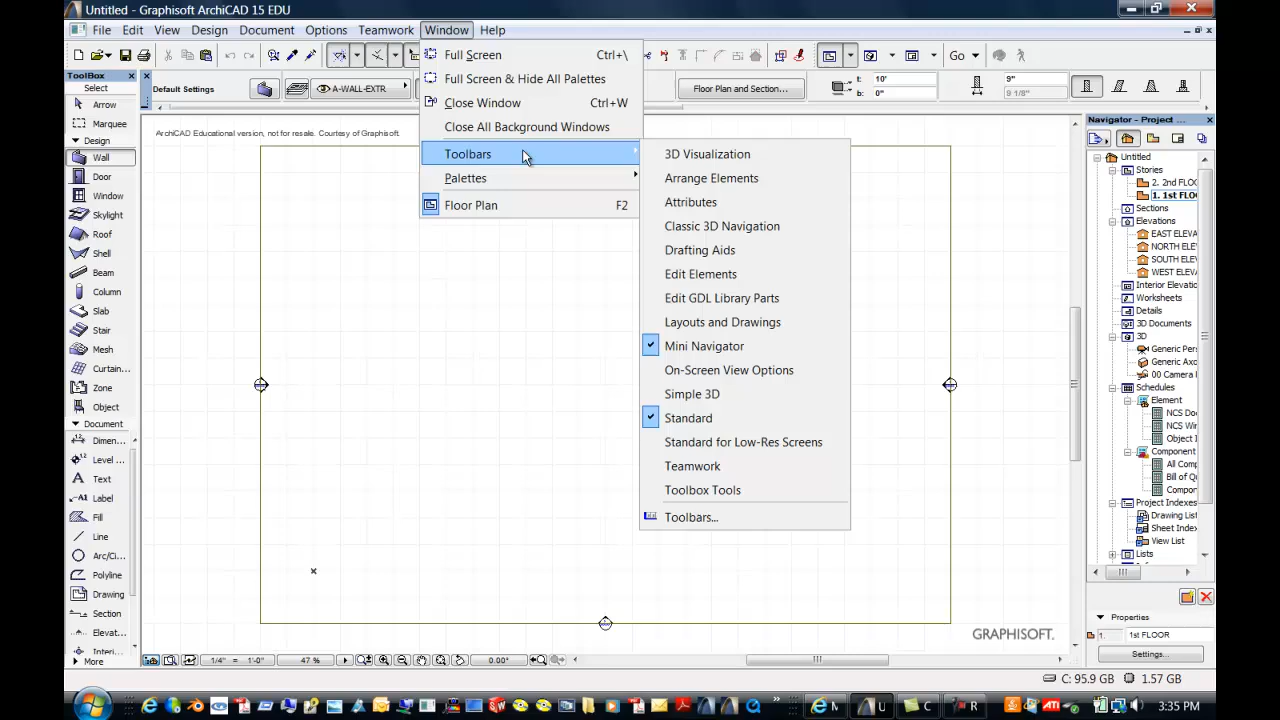 Untitled - Graphisoft ArchiCAD 15 EDU
File Edit View Design Document Options Teamwork Window Help
Go
ToolBox
Select
Arrow
Marquee
Design
Wall
Door
Window
Skylight
Roof
Shell
Beam
Column
Slab
Stair
Mesh
Curtain...
Zone
Object
Document
Dimen...
Level ...
Text
Label
Fill
Line
Arc/Ci...
Polyline
Drawing
Section
Elevat...
Interi...
More
Default Settings
A-WALL-EXTR
Floor Plan and Section...
t: 10'
b: 0"
9"
9 1/8"
ArchiCAD Educational version, not for resale. Courtesy of Graphisoft.
Full Screen Ctrl+\
Full Screen & Hide All Palettes
Close Window Ctrl+W
Close All Background Windows
Toolbars
Palettes
Floor Plan F2
3D Visualization
Arrange Elements
Attributes
Classic 3D Navigation
Drafting Aids
Edit Elements
Edit GDL Library Parts
Layouts and Drawings
Mini Navigator
On-Screen View Options
Simple 3D
Standard
Standard for Low-Res Screens
Teamwork
Toolbox Tools
Toolbars...
GRAPHISOFT.
Navigator - Project ...
Untitled
Stories
2. 2nd FLOO
1. 1st FLO
Sections
Elevations
EAST ELEVA
NORTH ELEV
SOUTH ELEV
WEST ELEVA
Interior Elevatio
Worksheets
Details
3D Documents
3D
Generic Pers
Generic Axo
00 Camera P
Schedules
Element
NCS Doo
NCS Win
Object I
Component
All Comp
Bill of Qu
Compon
Project Indexes
Drawing List
Sheet Index
View List
Lists
Properties
1. 1st FLOOR
Settings...
1/4" = 1'-0" 47 % 0.00°
C: 95.9 GB 1.57 GB
3:35 PM